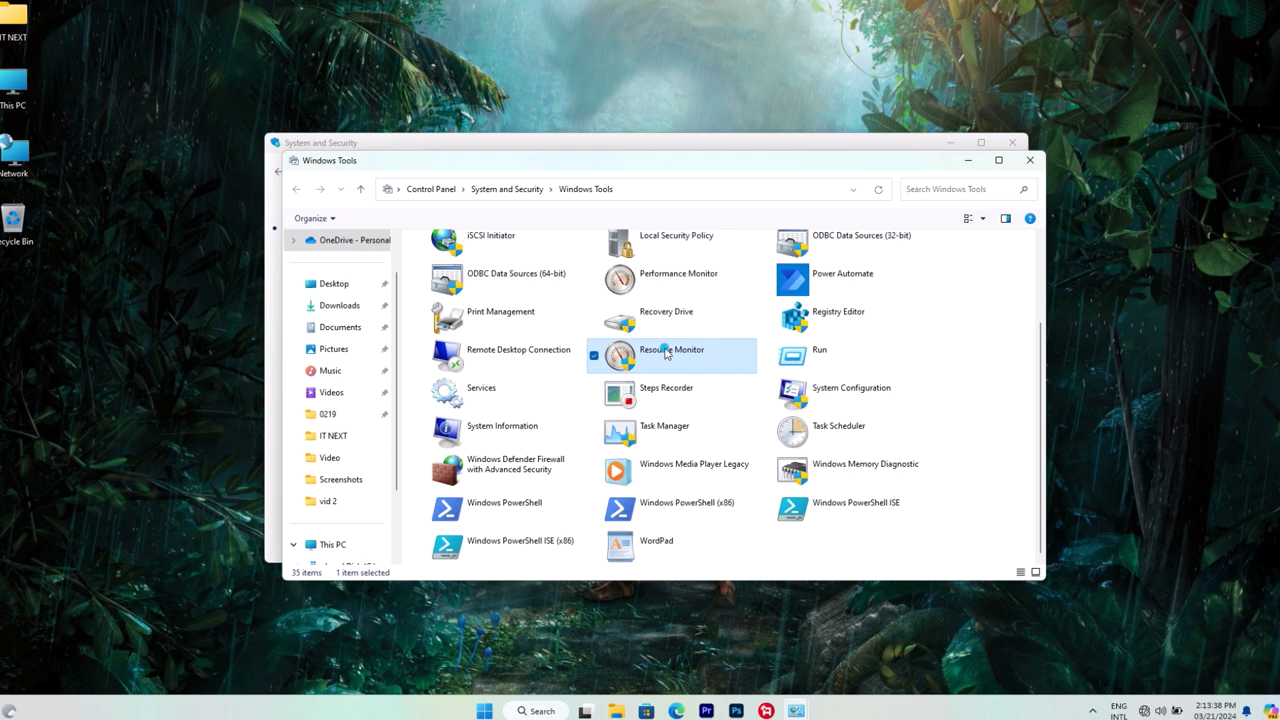 IT NEXT
This PC
Network
ecycle Bin
System and Security
Windows Tools
Control Panel
System and Security
Windows Tools
Search Windows Tools
Organize
OneDrive - Personal
Desktop
Downloads
Documents
Pictures
Music
Videos
0219
IT NEXT
Video
Screenshots
vid 2
This PC
iSCSI Initiator
Local Security Policy
ODBC Data Sources (32-bit)
ODBC Data Sources (64-bit)
Performance Monitor
Power Automate
Print Management
Recovery Drive
Registry Editor
Remote Desktop Connection
Resource Monitor
Run
Services
Steps Recorder
System Configuration
System Information
Task Manager
Task Scheduler
Windows Defender Firewall
with Advanced Security
Windows Media Player Legacy
Windows Memory Diagnostic
Windows PowerShell
Windows PowerShell (x86)
Windows PowerShell ISE
Windows PowerShell ISE (x86)
WordPad
35 items
1 item selected
Search
Pr
Ps
ENG
INTL
2:13:38 PM
03/21/2024